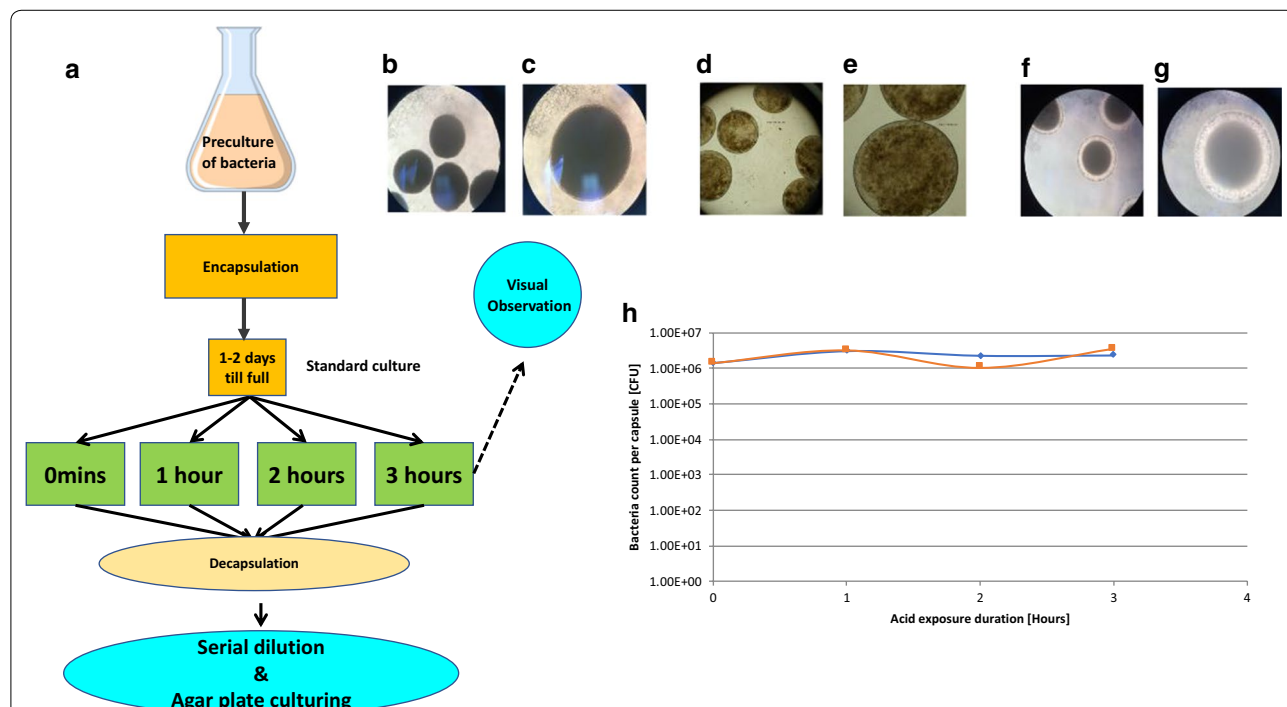 a
b
c
d
e
f
g
Preculture
of bacteria
Encapsulation
Visual
Observation
1-2 days
till full
Standard culture
0mins
1 hour
2 hours
3 hours
Decapsulation
Serial dilution
&
Agar plate culturing
h
Bacteria count per capsule [CFU]
1.00E+07
1.00E+06
1.00E+05
1.00E+04
1.00E+03
1.00E+02
1.00E+01
1.00E+00
0
1
2
3
4
Acid exposure duration [Hours]